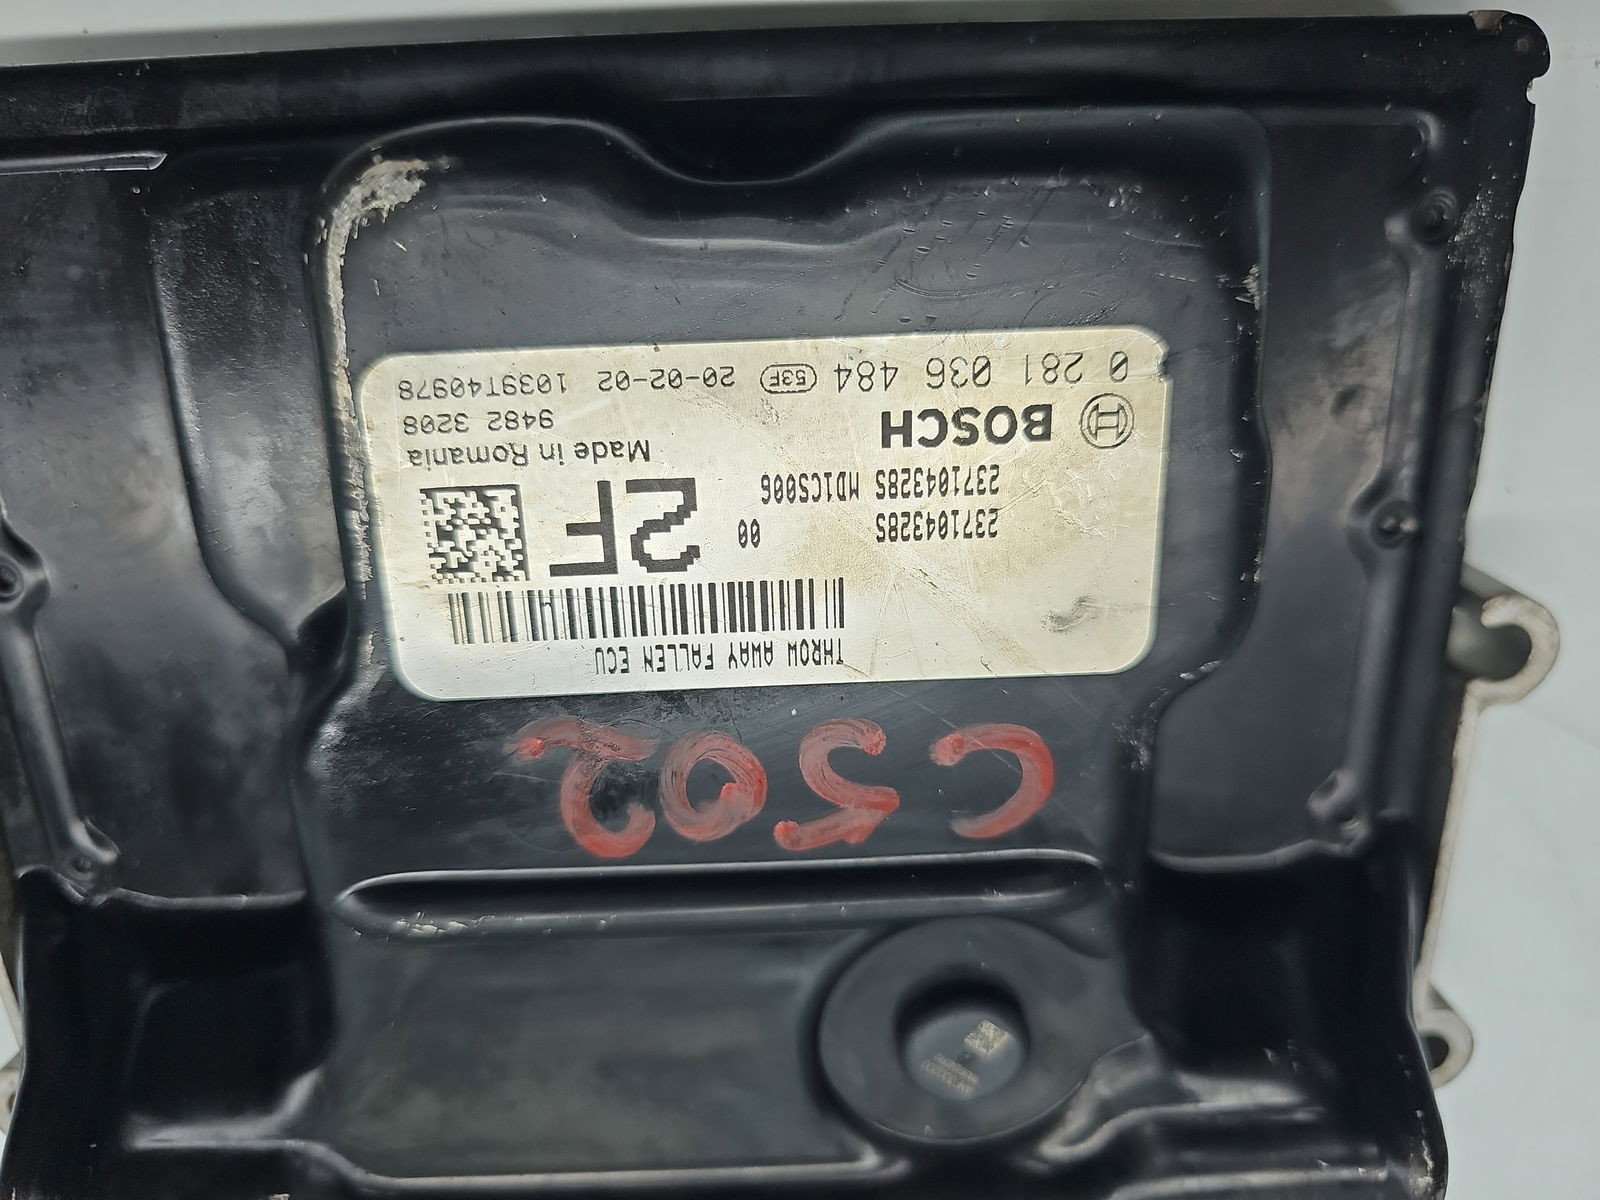 C502
THROW AWAY FALLEN ECU
237104328S 00 2F
237104328S MD1CS006
BOSCH Made in Romania
9482 3208
0 281 036 484 53F 20-02-02 1039T40978